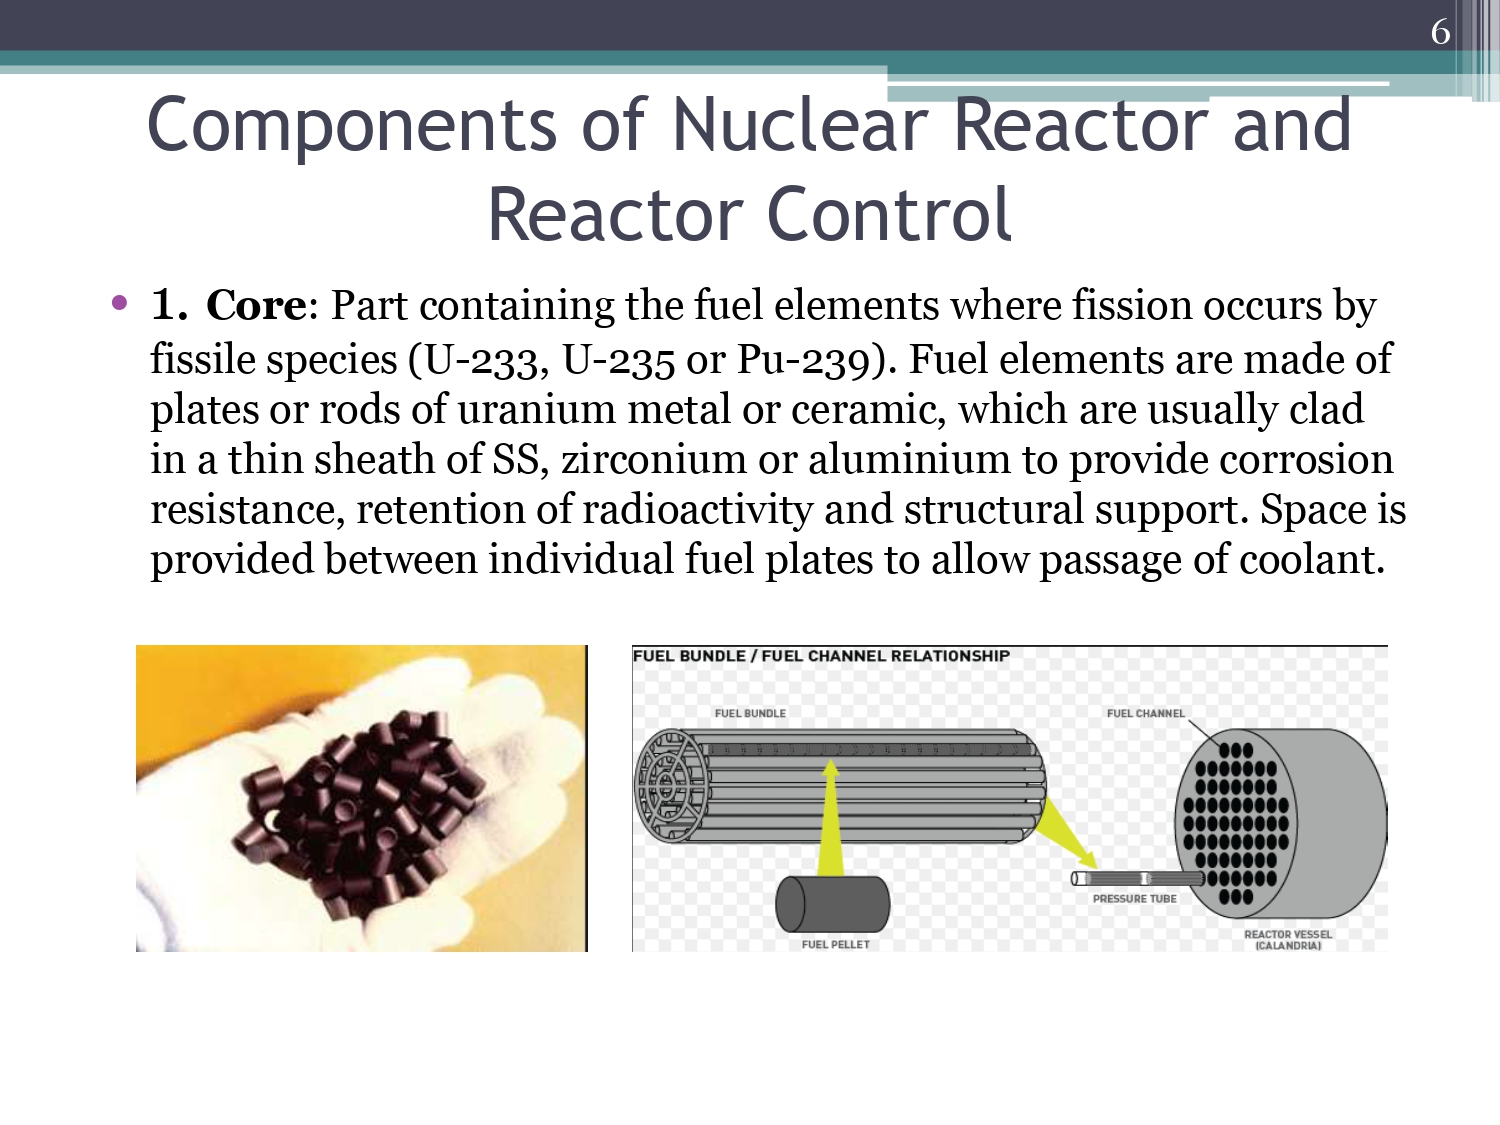 6
Components of Nuclear Reactor and
Reactor Control
• 1. Core: Part containing the fuel elements where fission occurs by
fissile species (U-233, U-235 or Pu-239). Fuel elements are made of
plates or rods of uranium metal or ceramic, which are usually clad
in a thin sheath of SS, zirconium or aluminium to provide corrosion
resistance, retention of radioactivity and structural support. Space is
provided between individual fuel plates to allow passage of coolant.
FUEL BUNDLE / FUEL CHANNEL RELATIONSHIP
FUEL BUNDLE
FUEL CHANNEL
PRESSURE TUBE
FUEL PELLET
REACTOR VESSEL
(CALANDRIA)